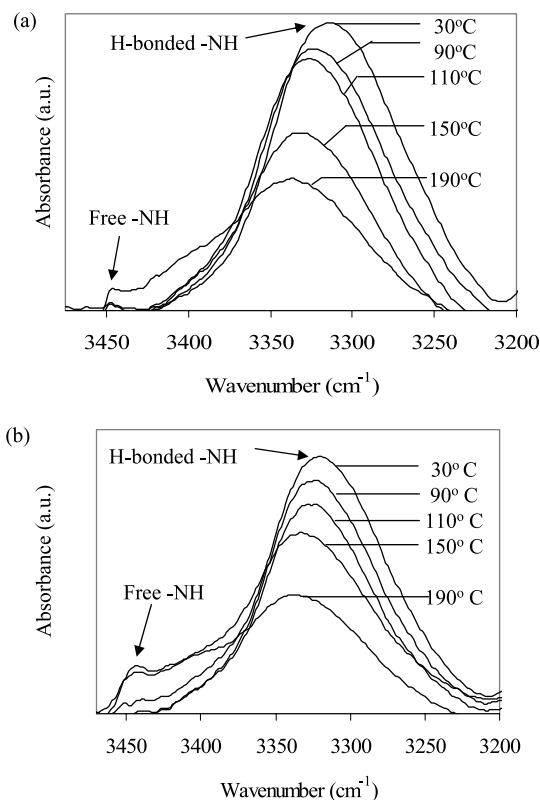 (a)
H-bonded -NH
30°C
90°C
110°C
150°C
190°C
Free -NH
Absorbance (a.u.)
3450 3400 3350 3300 3250 3200
Wavenumber (cm⁻¹)
(b)
H-bonded -NH
30° C
90° C
110° C
150° C
190° C
Free -NH
Absorbance (a.u.)
3450 3400 3350 3300 3250 3200
Wavenumber (cm⁻¹)